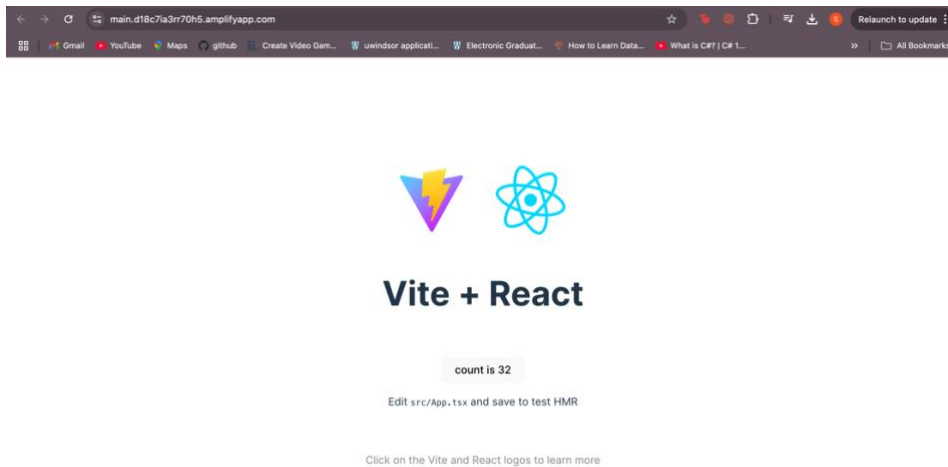 main.d18c7ia3rr70h5.amplifyapp.com
Relaunch to update
Gmail YouTube Maps github Create Video Gam... uwindsor applicati... Electronic Graduat... How to Learn Data... What is C#? | C# 1... » All Bookmarks
Vite + React
count is 32
Edit src/App.tsx and save to test HMR
Click on the Vite and React logos to learn more